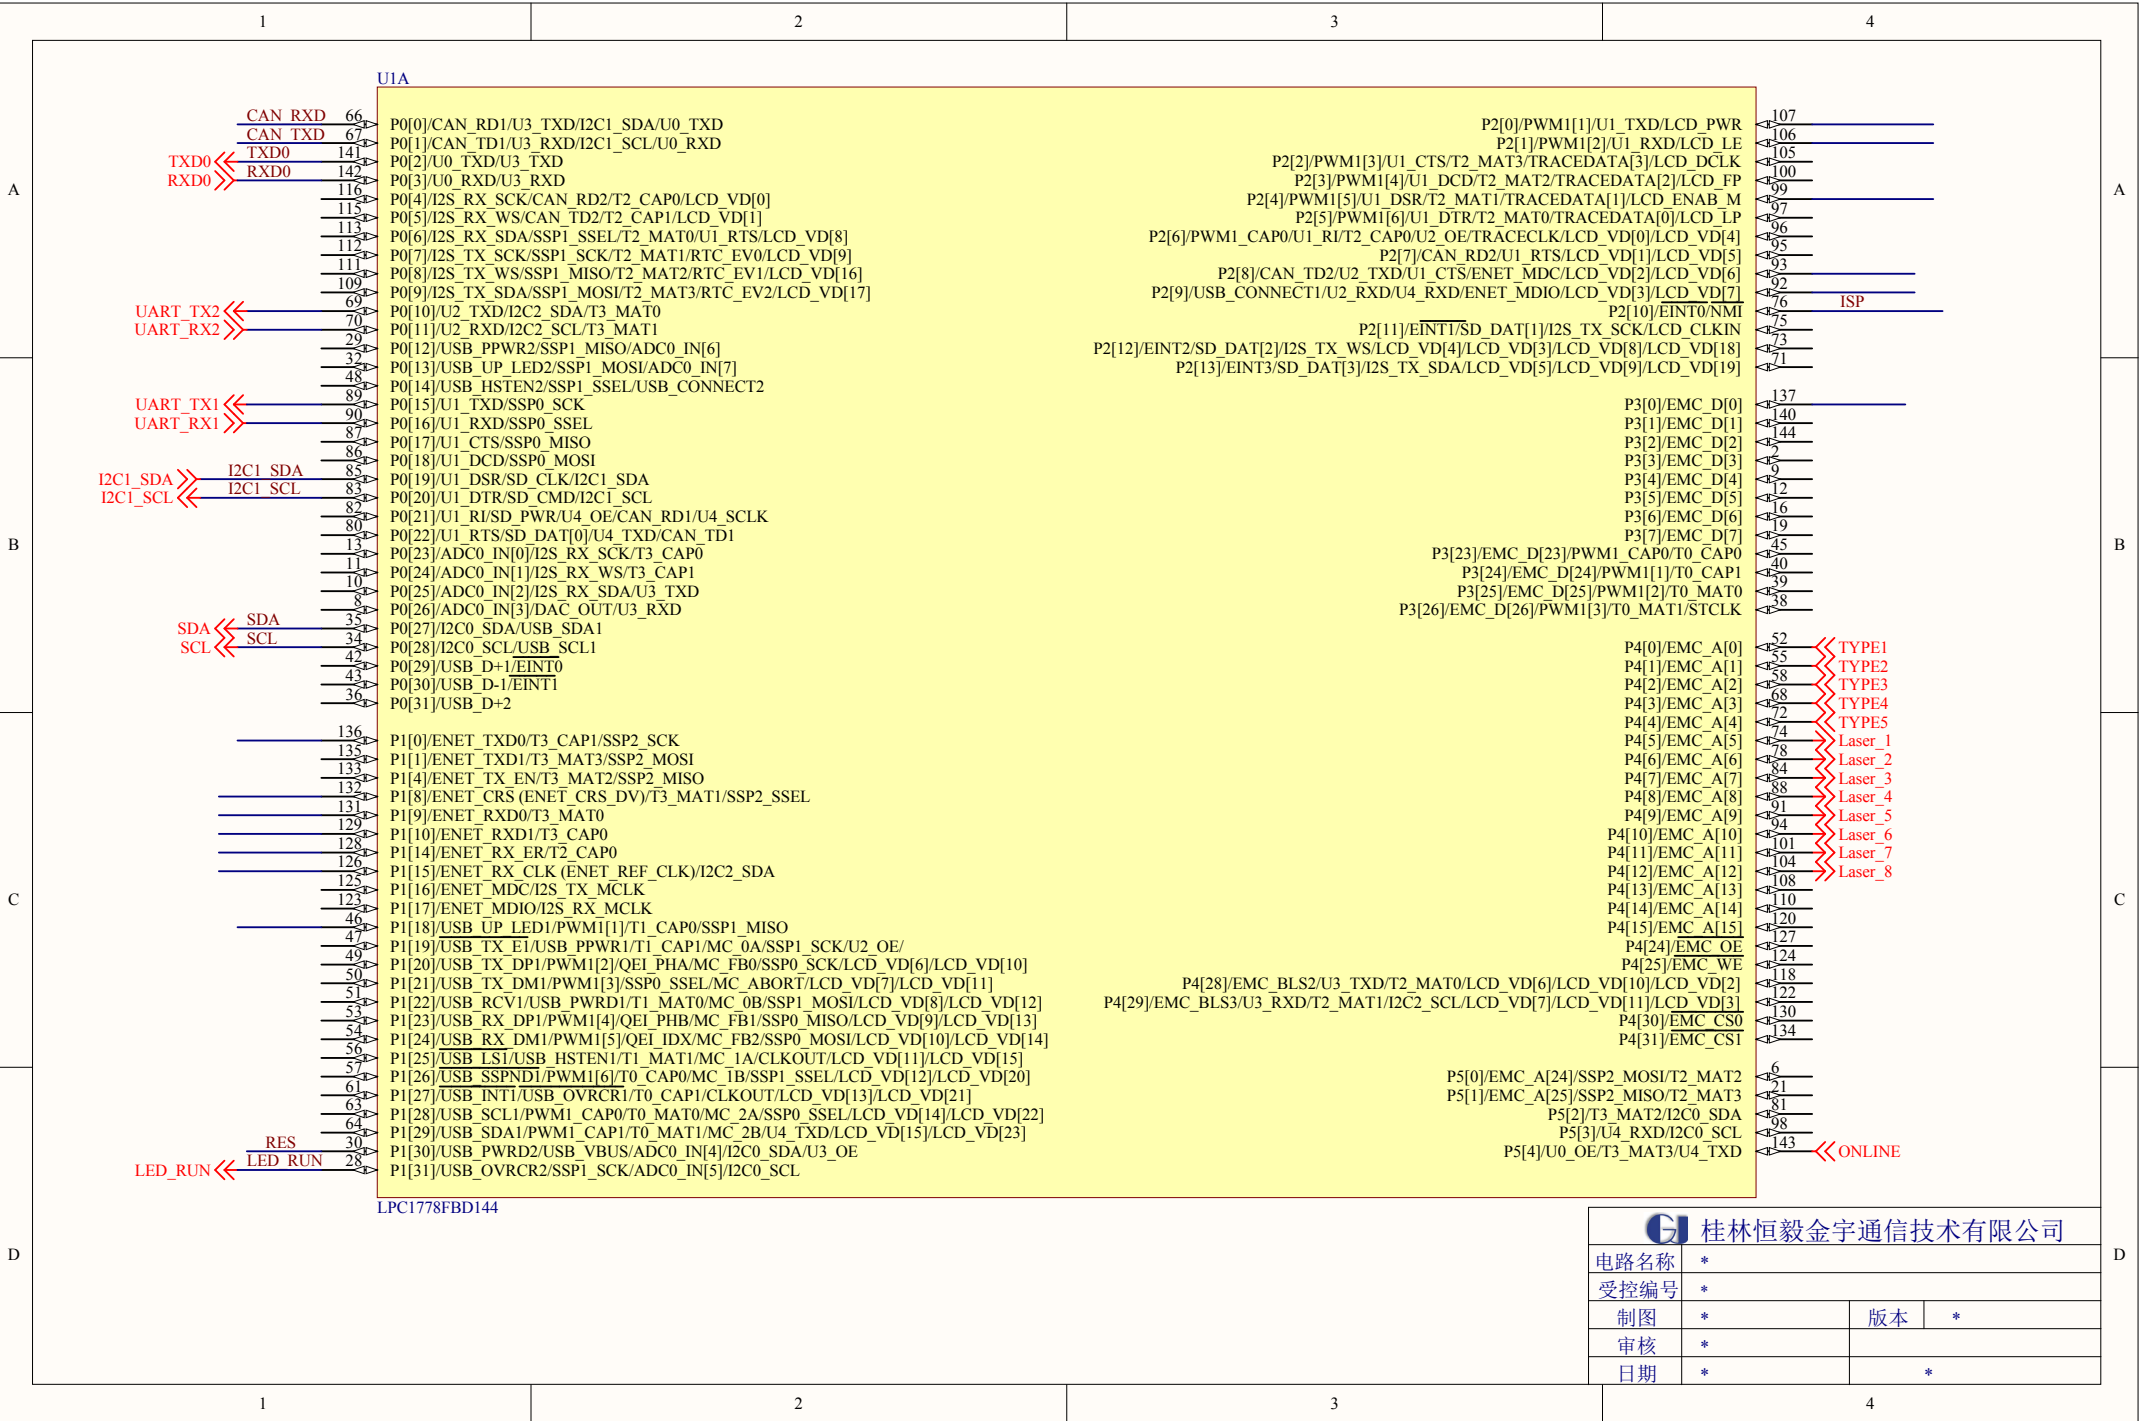 1 2 3 4
U1A
CAN_RXD 66 P0[0]/CAN_RD1/U3_TXD/I2C1_SDA/U0_TXD
CAN_TXD 67 P0[1]/CAN_TD1/U3_RXD/I2C1_SCL/U0_RXD
TXD0 TXD0 141 P0[2]/U0_TXD/U3_TXD
RXD0 RXD0 142 P0[3]/U0_RXD/U3_RXD
116 P0[4]/I2S_RX_SCK/CAN_RD2/T2_CAP0/LCD_VD[0]
115 P0[5]/I2S_RX_WS/CAN_TD2/T2_CAP1/LCD_VD[1]
113 P0[6]/I2S_RX_SDA/SSP1_SSEL/T2_MAT0/U1_RTS/LCD_VD[8]
112 P0[7]/I2S_TX_SCK/SSP1_SCK/T2_MAT1/RTC_EV0/LCD_VD[9]
111 P0[8]/I2S_TX_WS/SSP1_MISO/T2_MAT2/RTC_EV1/LCD_VD[16]
109 P0[9]/I2S_TX_SDA/SSP1_MOSI/T2_MAT3/RTC_EV2/LCD_VD[17]
UART_TX2 69 P0[10]/U2_TXD/I2C2_SDA/T3_MAT0
UART_RX2 70 P0[11]/U2_RXD/I2C2_SCL/T3_MAT1
29 P0[12]/USB_PPWR2/SSP1_MISO/ADC0_IN[6]
32 P0[13]/USB_UP_LED2/SSP1_MOSI/ADC0_IN[7]
48 P0[14]/USB_HSTEN2/SSP1_SSEL/USB_CONNECT2
UART_TX1 89 P0[15]/U1_TXD/SSP0_SCK
UART_RX1 90 P0[16]/U1_RXD/SSP0_SSEL
87 P0[17]/U1_CTS/SSP0_MISO
86 P0[18]/U1_DCD/SSP0_MOSI
I2C1_SDA I2C1_SDA 85 P0[19]/U1_DSR/SD_CLK/I2C1_SDA
I2C1_SCL I2C1_SCL 83 P0[20]/U1_DTR/SD_CMD/I2C1_SCL
82 P0[21]/U1_RI/SD_PWR/U4_OE/CAN_RD1/U4_SCLK
80 P0[22]/U1_RTS/SD_DAT[0]/U4_TXD/CAN_TD1
13 P0[23]/ADC0_IN[0]/I2S_RX_SCK/T3_CAP0
11 P0[24]/ADC0_IN[1]/I2S_RX_WS/T3_CAP1
10 P0[25]/ADC0_IN[2]/I2S_RX_SDA/U3_TXD
8 P0[26]/ADC0_IN[3]/DAC_OUT/U3_RXD
SDA SDA 35 P0[27]/I2C0_SDA/USB_SDA1
SCL SCL 34 P0[28]/I2C0_SCL/USB_SCL1
42 P0[29]/USB_D+1/EINT0
43 P0[30]/USB_D-1/EINT1
36 P0[31]/USB_D+2
136 P1[0]/ENET_TXD0/T3_CAP1/SSP2_SCK
135 P1[1]/ENET_TXD1/T3_MAT3/SSP2_MOSI
133 P1[4]/ENET_TX_EN/T3_MAT2/SSP2_MISO
132 P1[8]/ENET_CRS (ENET_CRS_DV)/T3_MAT1/SSP2_SSEL
131 P1[9]/ENET_RXD0/T3_MAT0
129 P1[10]/ENET_RXD1/T3_CAP0
128 P1[14]/ENET_RX_ER/T2_CAP0
126 P1[15]/ENET_RX_CLK (ENET_REF_CLK)/I2C2_SDA
125 P1[16]/ENET_MDC/I2S_TX_MCLK
123 P1[17]/ENET_MDIO/I2S_RX_MCLK
46 P1[18]/USB_UP_LED1/PWM1[1]/T1_CAP0/SSP1_MISO
47 P1[19]/USB_TX_E1/USB_PPWR1/T1_CAP1/MC_0A/SSP1_SCK/U2_OE/
49 P1[20]/USB_TX_DP1/PWM1[2]/QEI_PHA/MC_FB0/SSP0_SCK/LCD_VD[6]/LCD_VD[10]
50 P1[21]/USB_TX_DM1/PWM1[3]/SSP0_SSEL/MC_ABORT/LCD_VD[7]/LCD_VD[11]
51 P1[22]/USB_RCV1/USB_PWRD1/T1_MAT0/MC_0B/SSP1_MOSI/LCD_VD[8]/LCD_VD[12]
53 P1[23]/USB_RX_DP1/PWM1[4]/QEI_PHB/MC_FB1/SSP0_MISO/LCD_VD[9]/LCD_VD[13]
54 P1[24]/USB_RX_DM1/PWM1[5]/QEI_IDX/MC_FB2/SSP0_MOSI/LCD_VD[10]/LCD_VD[14]
56 P1[25]/USB_LS1/USB_HSTEN1/T1_MAT1/MC_1A/CLKOUT/LCD_VD[11]/LCD_VD[15]
57 P1[26]/USB_SSPND1/PWM1[6]/T0_CAP0/MC_1B/SSP1_SSEL/LCD_VD[12]/LCD_VD[20]
61 P1[27]/USB_INT1/USB_OVRCR1/T0_CAP1/CLKOUT/LCD_VD[13]/LCD_VD[21]
63 P1[28]/USB_SCL1/PWM1_CAP0/T0_MAT0/MC_2A/SSP0_SSEL/LCD_VD[14]/LCD_VD[22]
64 P1[29]/USB_SDA1/PWM1_CAP1/T0_MAT1/MC_2B/U4_TXD/LCD_VD[15]/LCD_VD[23]
RES 30 P1[30]/USB_PWRD2/USB_VBUS/ADC0_IN[4]/I2C0_SDA/U3_OE
LED_RUN LED_RUN 28 P1[31]/USB_OVRCR2/SSP1_SCK/ADC0_IN[5]/I2C0_SCL
P2[0]/PWM1[1]/U1_TXD/LCD_PWR 107
P2[1]/PWM1[2]/U1_RXD/LCD_LE 106
P2[2]/PWM1[3]/U1_CTS/T2_MAT3/TRACEDATA[3]/LCD_DCLK 105
P2[3]/PWM1[4]/U1_DCD/T2_MAT2/TRACEDATA[2]/LCD_FP 100
P2[4]/PWM1[5]/U1_DSR/T2_MAT1/TRACEDATA[1]/LCD_ENAB_M 99
P2[5]/PWM1[6]/U1_DTR/T2_MAT0/TRACEDATA[0]/LCD_LP 97
P2[6]/PWM1_CAP0/U1_RI/T2_CAP0/U2_OE/TRACECLK/LCD_VD[0]/LCD_VD[4] 96
P2[7]/CAN_RD2/U1_RTS/LCD_VD[1]/LCD_VD[5] 95
P2[8]/CAN_TD2/U2_TXD/U1_CTS/ENET_MDC/LCD_VD[2]/LCD_VD[6] 93
P2[9]/USB_CONNECT1/U2_RXD/U4_RXD/ENET_MDIO/LCD_VD[3]/LCD_VD[7] 92
P2[10]/EINT0/NMI 76 ISP
P2[11]/EINT1/SD_DAT[1]/I2S_TX_SCK/LCD_CLKIN 75
P2[12]/EINT2/SD_DAT[2]/I2S_TX_WS/LCD_VD[4]/LCD_VD[3]/LCD_VD[8]/LCD_VD[18] 73
P2[13]/EINT3/SD_DAT[3]/I2S_TX_SDA/LCD_VD[5]/LCD_VD[9]/LCD_VD[19] 71
P3[0]/EMC_D[0] 137
P3[1]/EMC_D[1] 140
P3[2]/EMC_D[2] 144
P3[3]/EMC_D[3] 2
P3[4]/EMC_D[4] 9
P3[5]/EMC_D[5] 12
P3[6]/EMC_D[6] 16
P3[7]/EMC_D[7] 19
P3[23]/EMC_D[23]/PWM1_CAP0/T0_CAP0 45
P3[24]/EMC_D[24]/PWM1[1]/T0_CAP1 40
P3[25]/EMC_D[25]/PWM1[2]/T0_MAT0 39
P3[26]/EMC_D[26]/PWM1[3]/T0_MAT1/STCLK 38
P4[0]/EMC_A[0] 52 TYPE1
P4[1]/EMC_A[1] 55 TYPE2
P4[2]/EMC_A[2] 58 TYPE3
P4[3]/EMC_A[3] 68 TYPE4
P4[4]/EMC_A[4] 72 TYPE5
P4[5]/EMC_A[5] 74 Laser_1
P4[6]/EMC_A[6] 78 Laser_2
P4[7]/EMC_A[7] 84 Laser_3
P4[8]/EMC_A[8] 88 Laser_4
P4[9]/EMC_A[9] 91 Laser_5
P4[10]/EMC_A[10] 94 Laser_6
P4[11]/EMC_A[11] 101 Laser_7
P4[12]/EMC_A[12] 104 Laser_8
P4[13]/EMC_A[13] 108
P4[14]/EMC_A[14] 110
P4[15]/EMC_A[15] 120
P4[24]/EMC_OE 127
P4[25]/EMC_WE 124
P4[28]/EMC_BLS2/U3_TXD/T2_MAT0/LCD_VD[6]/LCD_VD[10]/LCD_VD[2] 118
P4[29]/EMC_BLS3/U3_RXD/T2_MAT1/I2C2_SCL/LCD_VD[7]/LCD_VD[11]/LCD_VD[3] 122
P4[30]/EMC_CS0 130
P4[31]/EMC_CS1 134
P5[0]/EMC_A[24]/SSP2_MOSI/T2_MAT2 6
P5[1]/EMC_A[25]/SSP2_MISO/T2_MAT3 21
P5[2]/T3_MAT2/I2C0_SDA 81
P5[3]/U4_RXD/I2C0_SCL 98
P5[4]/U0_OE/T3_MAT3/U4_TXD 143 ONLINE
LPC1778FBD144
A A
B B
C C
D D
桂林恒毅金宇通信技术有限公司
电路名称 *
受控编号 *
制图 * 版本 *
审核 *
日期 * *
1 2 3 4